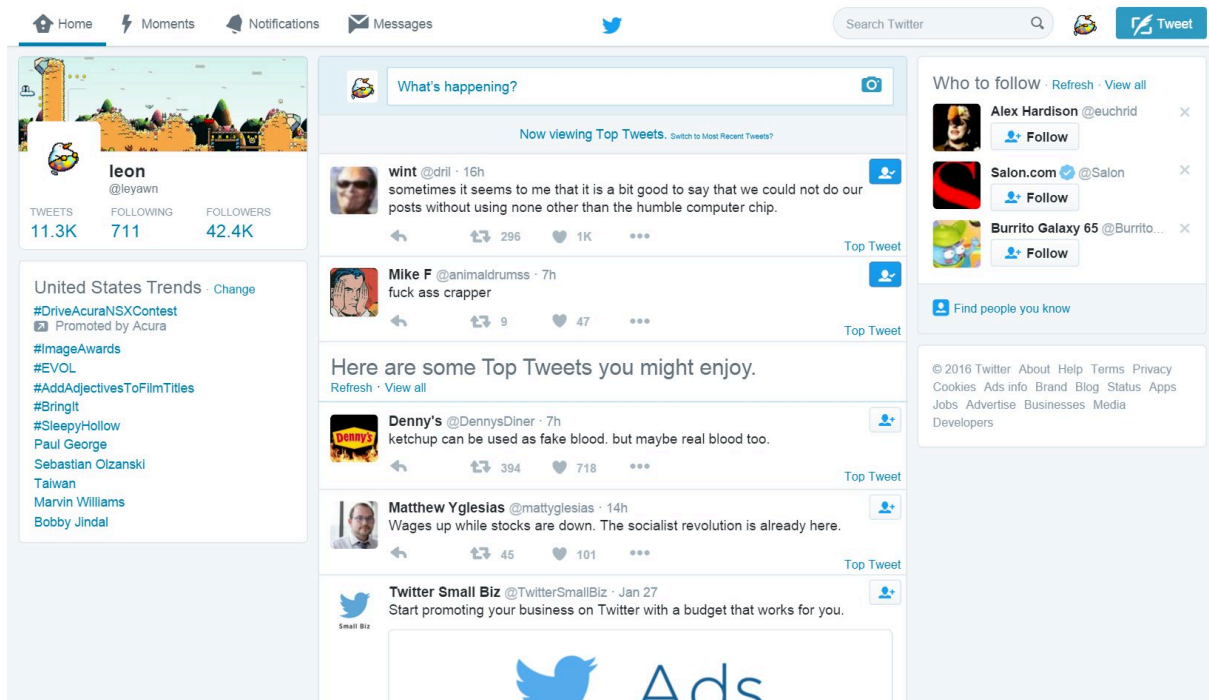 Home
Moments
Notifications
Messages
Search Twitter
Tweet
leon
@leyawn
TWEETS FOLLOWING FOLLOWERS
11.3K 711 42.4K
United States Trends · Change
#DriveAcuraNSXContest
Promoted by Acura
#ImageAwards
#EVOL
#AddAdjectivesToFilmTitles
#BringIt
#SleepyHollow
Paul George
Sebastian Olzanski
Taiwan
Marvin Williams
Bobby Jindal
What's happening?
Now viewing Top Tweets. Switch to Most Recent Tweets?
wint @dril · 16h
sometimes it seems to me that it is a bit good to say that we could not do our
posts without using none other than the humble computer chip.
296 1K
Top Tweet
Mike F @animaldrumss · 7h
fuck ass crapper
9 47
Top Tweet
Here are some Top Tweets you might enjoy.
Refresh · View all
Denny's
Denny's @DennysDiner · 7h
ketchup can be used as fake blood. but maybe real blood too.
394 718
Top Tweet
Matthew Yglesias @mattyglesias · 14h
Wages up while stocks are down. The socialist revolution is already here.
45 101
Top Tweet
Small Biz
Twitter Small Biz @TwitterSmallBiz · Jan 27
Start promoting your business on Twitter with a budget that works for you.
Ads
Who to follow · Refresh · View all
Alex Hardison @euchrid
Follow
S
Salon.com @Salon
Follow
Burrito Galaxy 65 @Burrito...
Follow
Find people you know
© 2016 Twitter About Help Terms Privacy
Cookies Ads info Brand Blog Status Apps
Jobs Advertise Businesses Media
Developers